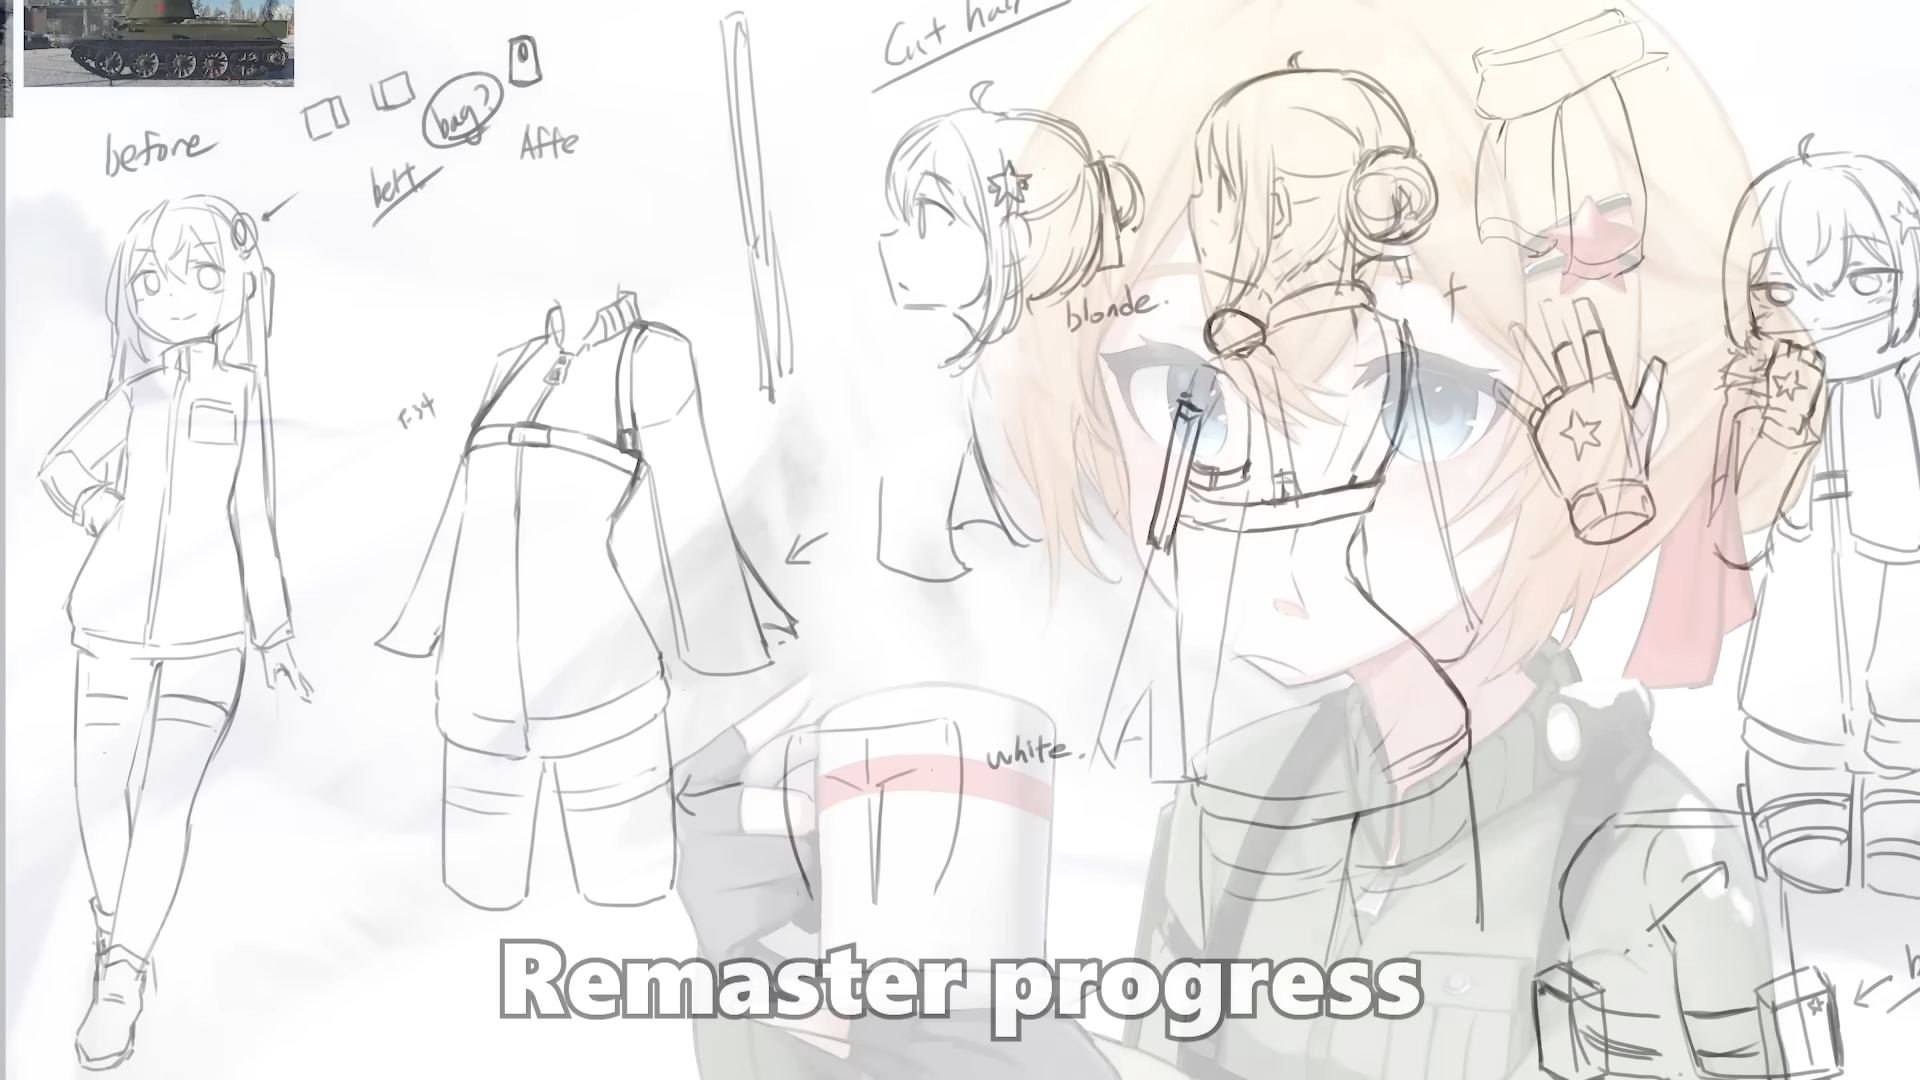 Cut hair
before
belt
bag?
Afte
T-34
blonde.
white.
Remaster progress